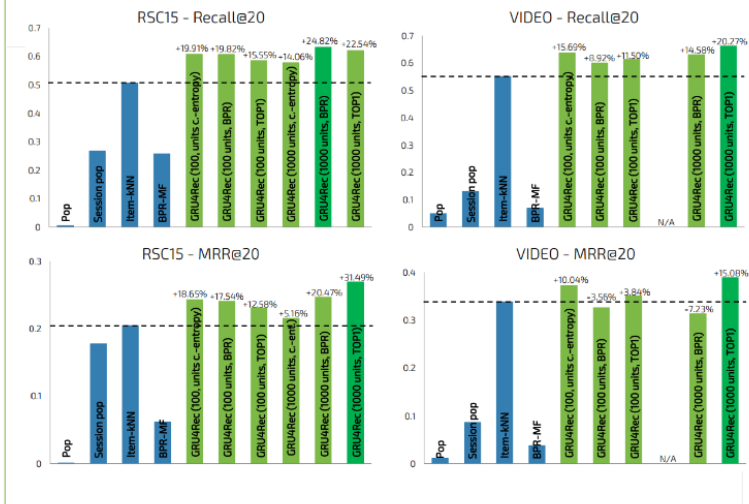 RSC15 - Recall@20
0.7
0.6
0.5
0.4
0.3
0.2
0.1
0
+19.91%
+19.82%
+15.55%
+14.06%
+24.82%
+22.54%
Pop
Session pop
Item-kNN
BPR-MF
GRU4Rec (100, units c.-entropy)
GRU4Rec (100 units, BPR)
GRU4Rec (100 units, TOP1)
GRU4Rec (1000 units, c.-entropy)
GRU4Rec (1000 units, BPR)
GRU4Rec (1000 units, TOP1)
VIDEO - Recall@20
0.7
0.6
0.5
0.4
0.3
0.2
0.1
0
+15.69%
+8.92%
+11.50%
N/A
+14.58%
+20.27%
Pop
Session pop
Item-kNN
BPR-MF
GRU4Rec (100, units c.-entropy)
GRU4Rec (100 units, BPR)
GRU4Rec (100 units, TOP1)
GRU4Rec (1000 units, BPR)
GRU4Rec (1000 units, TOP1)
RSC15 - MRR@20
0.3
0.2
0.1
0
+18.65%
+17.54%
+12.58%
+5.16%
+20.47%
+31.49%
Pop
Session pop
Item-kNN
BPR-MF
GRU4Rec (100, units c.-entropy)
GRU4Rec (100 units, BPR)
GRU4Rec (100 units, TOP1)
GRU4Rec (1000 units, c.-ent.)
GRU4Rec (1000 units, BPR)
GRU4Rec (1000 units, TOP1)
VIDEO - MRR@20
0.4
0.3
0.2
0.1
0
+10.04%
-3.56%
+3.84%
N/A
-7.23%
+15.08%
Pop
Session pop
Item-kNN
BPR-MF
GRU4Rec (100, units c.-entropy)
GRU4Rec (100 units, BPR)
GRU4Rec (100 units, TOP1)
GRU4Rec (1000 units, BPR)
GRU4Rec (1000 units, TOP1)